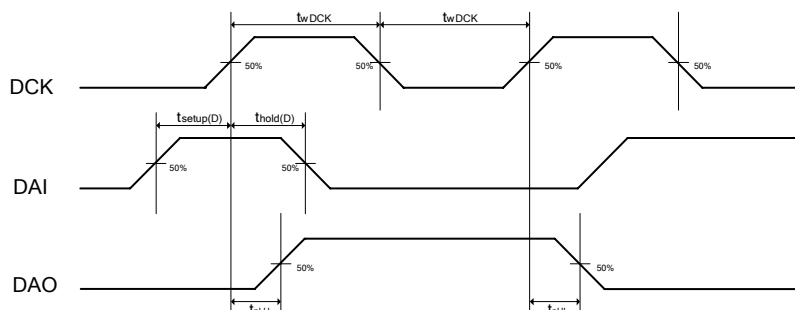 twDCK twDCK
50% 50% 50% 50%
DCK
tsetup(D) thold(D)
50% 50%
DAI
50% 50%
DAO